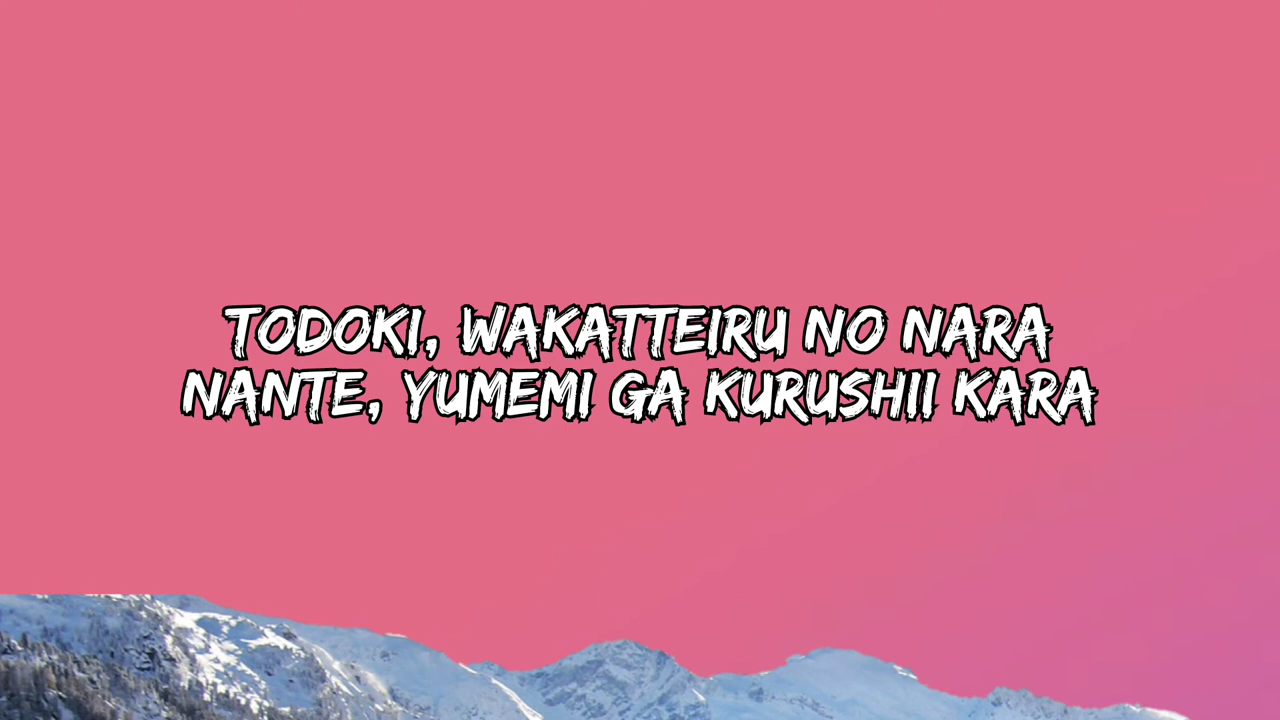 TODOKI, WAKATTEIRU NO NARA
NANTE, YUMEMI GA KURUSHII KARA